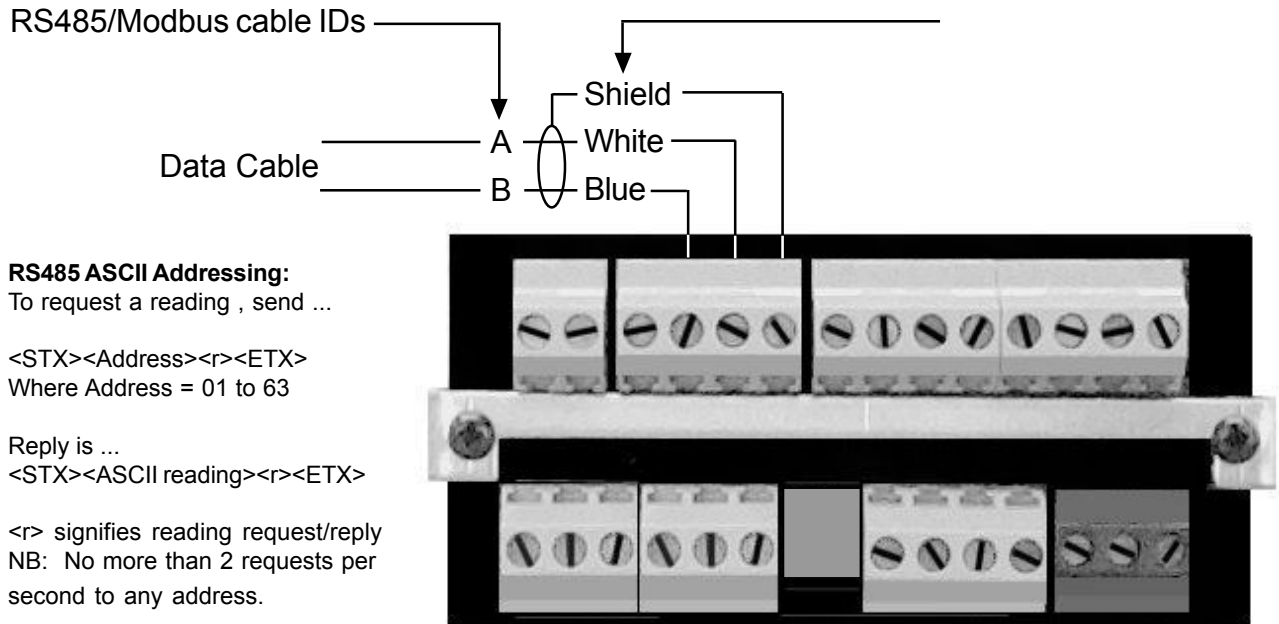 RS485/Modbus cable IDs
Shield
A White
Data Cable
B Blue
RS485 ASCII Addressing:
To request a reading , send ...
<STX><Address><r><ETX>
Where Address = 01 to 63
Reply is ...
<STX><ASCII reading><r><ETX>
<r> signifies reading request/reply
NB: No more than 2 requests per
second to any address.